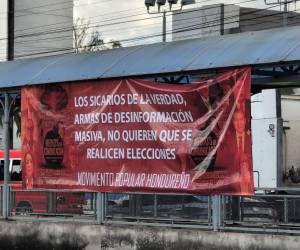 LOS SICARIOS DE LA VERDAD,
ARMAS DE DESINFORMACIÓN
MASIVA, NO QUIEREN QUE SE
REALICEN ELECCIONES
MOVIMIENTO POPULAR HONDUREÑO